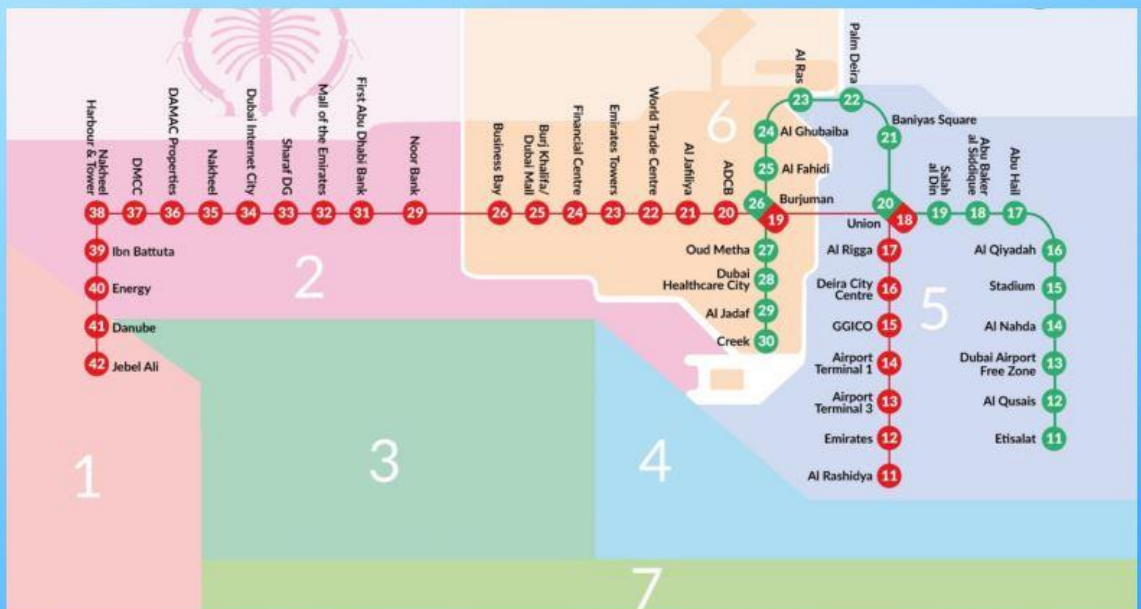 Harbour & Tower
Nakheel
DMCC
DAMAC Properties
Nakheel
Dubai Internet City
Sharaf DG
Mall of the Emirates
First Abu Dhabi Bank
Noor Bank
Business Bay
Burj Khalifa/
Dubai Mall
Financial Centre
Emirates Towers
World Trade Centre
Al Jafiliya
ADCB
6
Al Ras
Palm Deira
23
22
24
Al Ghubaiba
Baniyas Square
21
25
Al Fahidi
Salah
al Din
Abu Baker
al Siddique
Abu Hail
38
37
36
35
34
33
32
31
29
26
25
24
23
22
21
20
26
19
Burjuman
Union
20
18
19
18
17
39
Ibn Battuta
Oud Metha
27
Al Rigga
17
Al Qiyadah
16
40
Energy
2
Dubai
Healthcare City
28
Deira City
Centre
16
5
Stadium
15
41
Danube
Al Jadaf
29
GGICO
15
Al Nahda
14
42
Jebel Ali
Creek
30
Airport
Terminal 1
14
Dubai Airport
Free Zone
13
Airport
Terminal 3
13
Al Qusais
12
Emirates
12
Etisalat
11
Al Rashidya
11
1
3
4
7